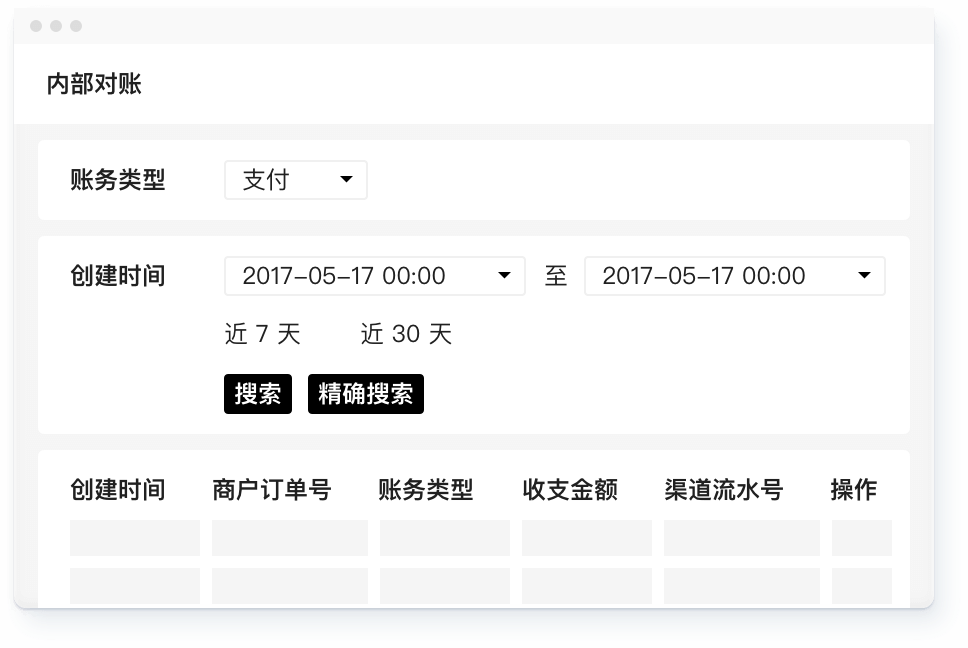 内部对账
账务类型 支付
创建时间 2017-05-17 00:00 至 2017-05-17 00:00
近 7 天 近 30 天
搜索 精确搜索
创建时间 商户订单号 账务类型 收支金额 渠道流水号 操作